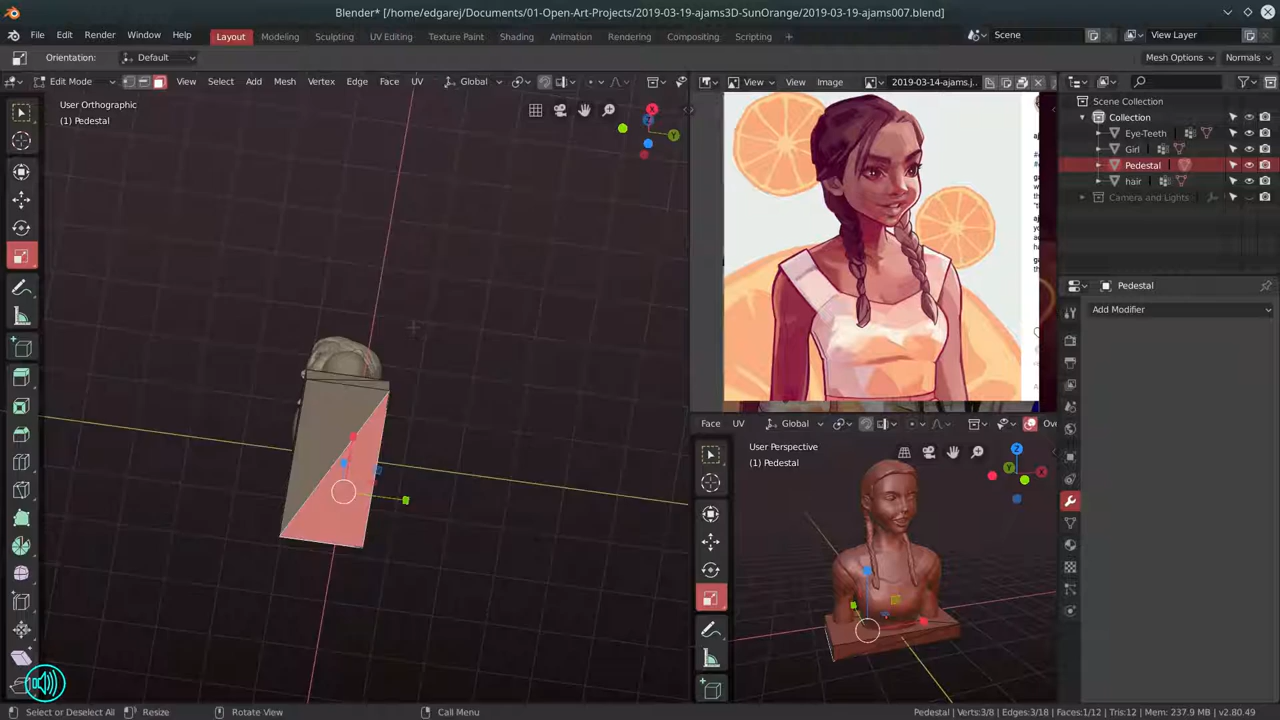 Blender* [/home/edgarej/Documents/01-Open-Art-Projects/2019-03-19-ajams3D-SunOrange/2019-03-19-ajams007.blend]
File Edit Render Window Help Layout Modeling Sculpting UV Editing Texture Paint Shading Animation Rendering Compositing Scripting + Scene View Layer
Orientation: Default Mesh Options Normals
Edit Mode View Select Add Mesh Vertex Edge Face UV Global View View Image 2019-03-14-ajams.j..
User Orthographic
(1) Pedestal
X
Y
Z
Scene Collection
Collection
Eye-Teeth
Girl
Pedestal
hair
Camera and Lights
Pedestal
Add Modifier
Face UV Global Ov
User Perspective
(1) Pedestal
Z
Y
X
Select or Deselect All Resize Rotate View Call Menu Pedestal | Verts:3/8 | Edges:3/18 | Faces:1/12 | Tris:12 | Mem: 237.9 MB | v2.80.49